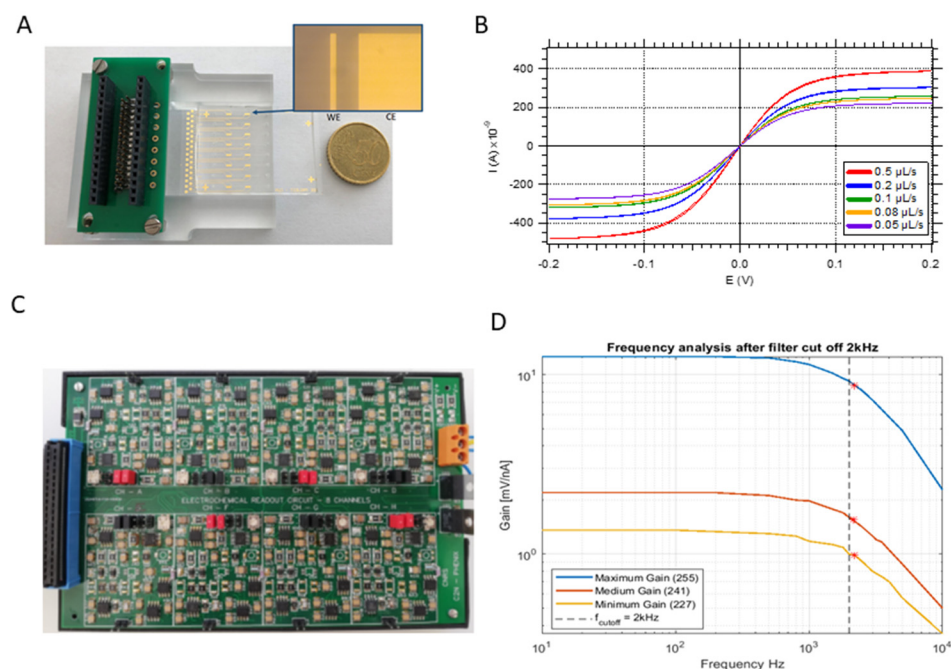 A
WE
CE
B
I (A) ×10⁻⁹
400
200
0
-200
-400
0.5 µL/s
0.2 µL/s
0.1 µL/s
0.08 µL/s
0.05 µL/s
-0.2
-0.1
0.0
0.1
0.2
E (V)
C
CH - A
CH - B
CH - C
CH - D
ELECTROCHEMICAL READOUT CIRCUIT - 8 CHANNELS
CH - F
CH - G
CH - H
CNRS
C2N - PHENIX
D
Frequency analysis after filter cut off 2kHz
Gain [mV/nA]
10¹
10⁰
Maximum Gain (255)
Medium Gain (241)
Minimum Gain (227)
f_cutoff = 2kHz
10¹
10²
10³
10⁴
Frequency Hz